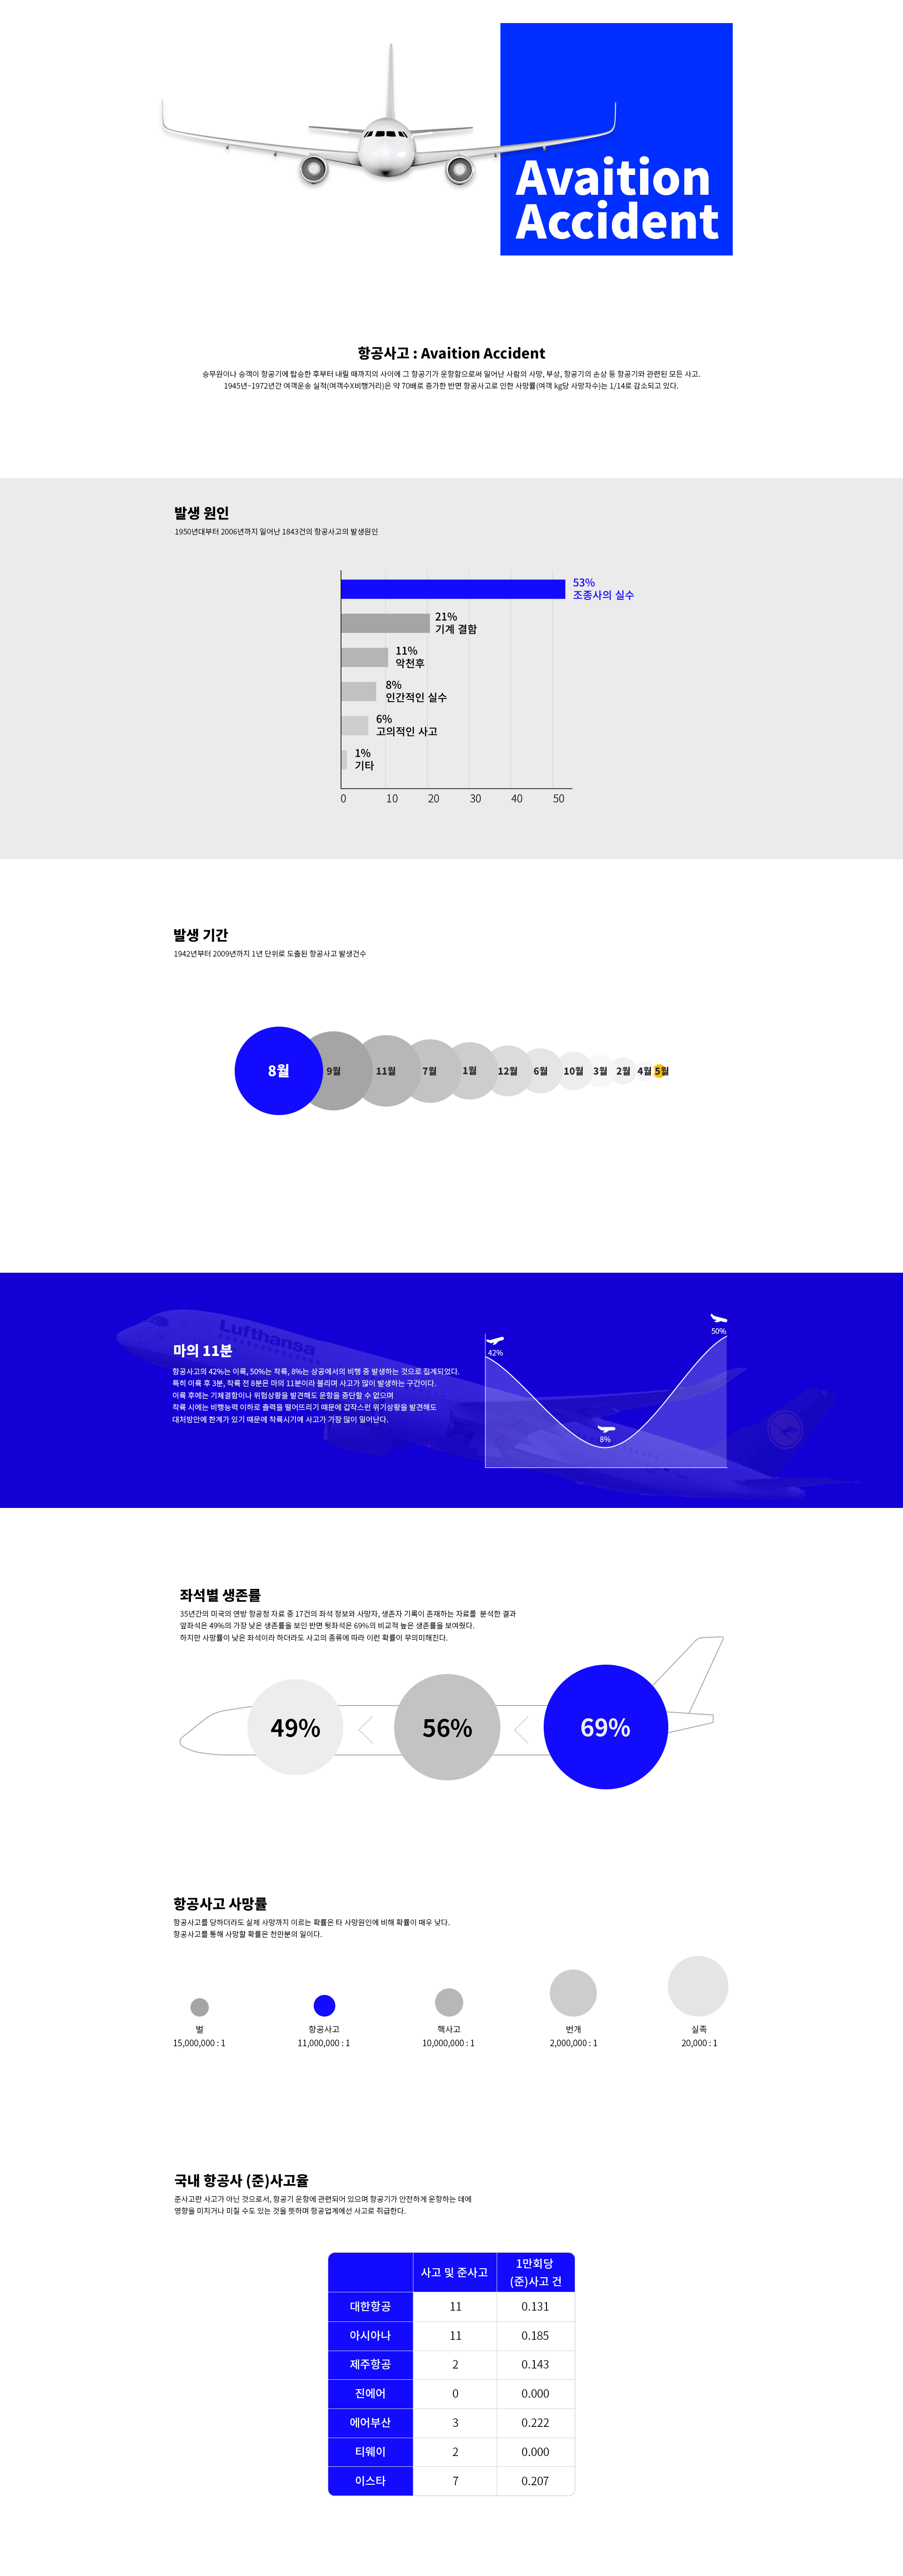 Avaition
Accident
항공사고 : Avaition Accident
승무원이나 승객이 항공기에 탑승한 후부터 내릴 때까지의 사이에 그 항공기가 운항함으로써 일어난 사람의 사망, 부상, 항공기의 손상 등 항공기와 관련된 모든 사고.
1945년~1972년간 여객운송 실적(여객수X비행거리)은 약 70배로 증가한 반면 항공사고로 인한 사망률(여객 kg당 사망자수)는 1/14로 감소되고 있다.
발생 원인
1950년대부터 2006년까지 일어난 1843건의 항공사고의 발생원인
53%
조종사의 실수
21%
기계 결함
11%
악천후
8%
인간적인 실수
6%
고의적인 사고
1%
기타
0 10 20 30 40 50
발생 기간
1942년부터 2009년까지 1년 단위로 도출된 항공사고 발생건수
8월 9월 11월 7월 1월 12월 6월 10월 3월 2월 4월 5월
Lufthansa
마의 11분
항공사고의 42%는 이륙, 50%는 착륙, 8%는 상공에서의 비행 중 발생하는 것으로 집계되었다.
특히 이륙 후 3분, 착륙 전 8분은 마의 11분이라 불리며 사고가 많이 발생하는 구간이다.
이륙 후에는 기체결함이나 위험상황을 발견해도 운항을 중단할 수 없으며
착륙 시에는 비행능력 이하로 출력을 떨어뜨리기 때문에 갑작스런 위기상황을 발견해도
대처방안에 한계가 있기 때문에 착륙시기에 사고가 가장 많이 일어난다.
42%
8%
50%
좌석별 생존률
35년간의 미국의 연방 항공청 자료 중 17건의 좌석 정보와 사망자, 생존자 기록이 존재하는 자료를 분석한 결과
앞좌석은 49%의 가장 낮은 생존률을 보인 반면 뒷좌석은 69%의 비교적 높은 생존률을 보여줬다.
하지만 사망률이 낮은 좌석이라 하더라도 사고의 종류에 따라 이런 확률이 무의미해진다.
49% 56% 69%
항공사고 사망률
항공사고를 당하더라도 실제 사망까지 이르는 확률은 타 사망원인에 비해 확률이 매우 낮다.
항공사고를 통해 사망할 확률은 천만분의 일이다.
벌 항공사고 핵사고 번개 실족
15,000,000 : 1 11,000,000 : 1 10,000,000 : 1 2,000,000 : 1 20,000 : 1
국내 항공사 (준)사고율
준사고란 사고가 아닌 것으로서, 항공기 운항에 관련되어 있으며 항공기가 안전하게 운항하는 데에
영향을 미치거나 미칠 수도 있는 것을 뜻하며 항공업계에선 사고로 취급한다.
사고 및 준사고 1만회당
(준)사고 건
대한항공 11 0.131
아시아나 11 0.185
제주항공 2 0.143
진에어 0 0.000
에어부산 3 0.222
티웨이 2 0.000
이스타 7 0.207